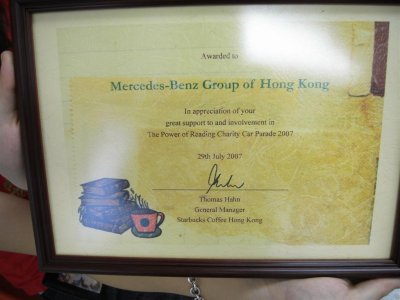 Awarded to
Mercedes-Benz Group of Hong Kong
In appreciation of your
great support to and involvement in
The Power of Reading Charity Car Parade 2007
29th July 2007
Thomas Hahn
General Manager
Starbucks Coffee Hong Kong